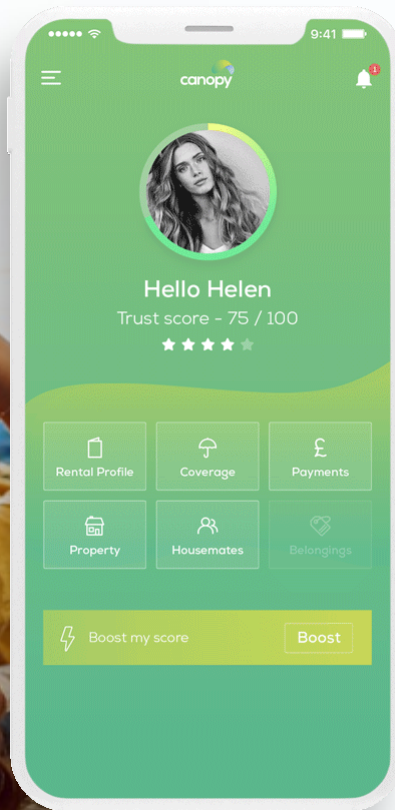 9:41
canopy
1
Hello Helen
Trust score - 75 / 100
Rental Profile
Coverage
£
Payments
Property
Housemates
Belongings
Boost my score
Boost